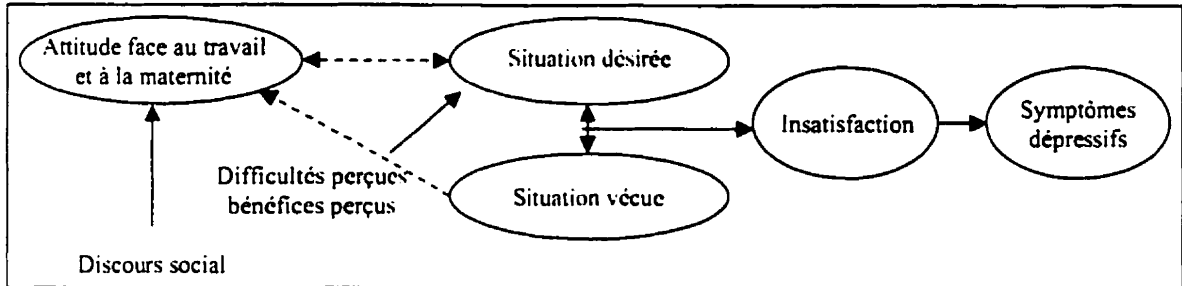 Attitude face au travail
et à la maternité
Situation désirée
Insatisfaction
Symptômes
dépressifs
Difficultés perçues
bénéfices perçus
Situation vécue
Discours social